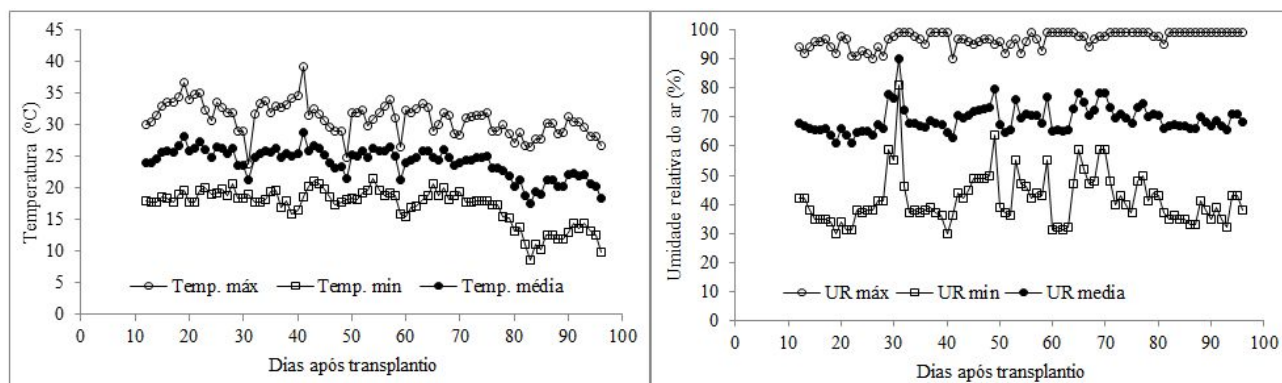 45
40
35
30
25
20
15
10
5
0
Temperatura (°C)
Temp. máx Temp. min Temp. média
0 10 20 30 40 50 60 70 80 90 100
Dias após transplantio
100
90
80
70
60
50
40
30
20
10
0
Umidade relativa do ar (%)
UR máx UR min UR media
0 10 20 30 40 50 60 70 80 90 100
Dias após transplantio